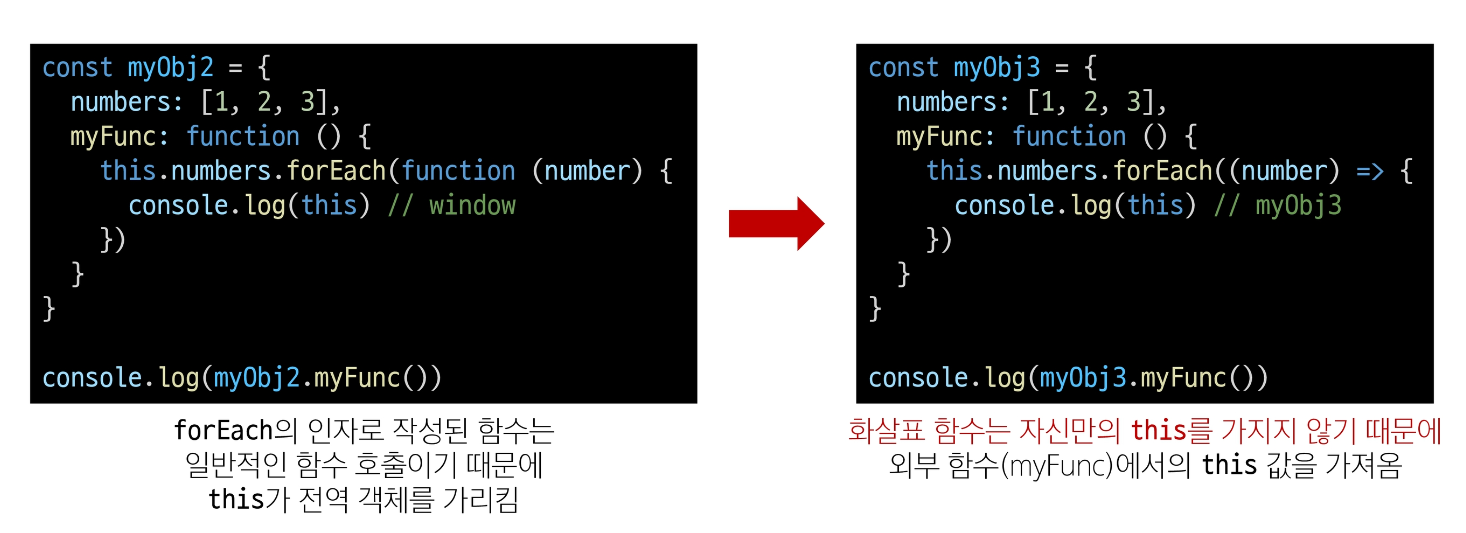 const myObj2 = {
  numbers: [1, 2, 3],
  myFunc: function () {
    this.numbers.forEach(function (number) {
      console.log(this) // window
    })
  }
}

console.log(myObj2.myFunc())
forEach의 인자로 작성된 함수는
일반적인 함수 호출이기 때문에
this가 전역 객체를 가리킴
const myObj3 = {
  numbers: [1, 2, 3],
  myFunc: function () {
    this.numbers.forEach((number) => {
      console.log(this) // myObj3
    })
  }
}

console.log(myObj3.myFunc())
화살표 함수는 자신만의 this를 가지지 않기 때문에
외부 함수(myFunc)에서의 this 값을 가져옴